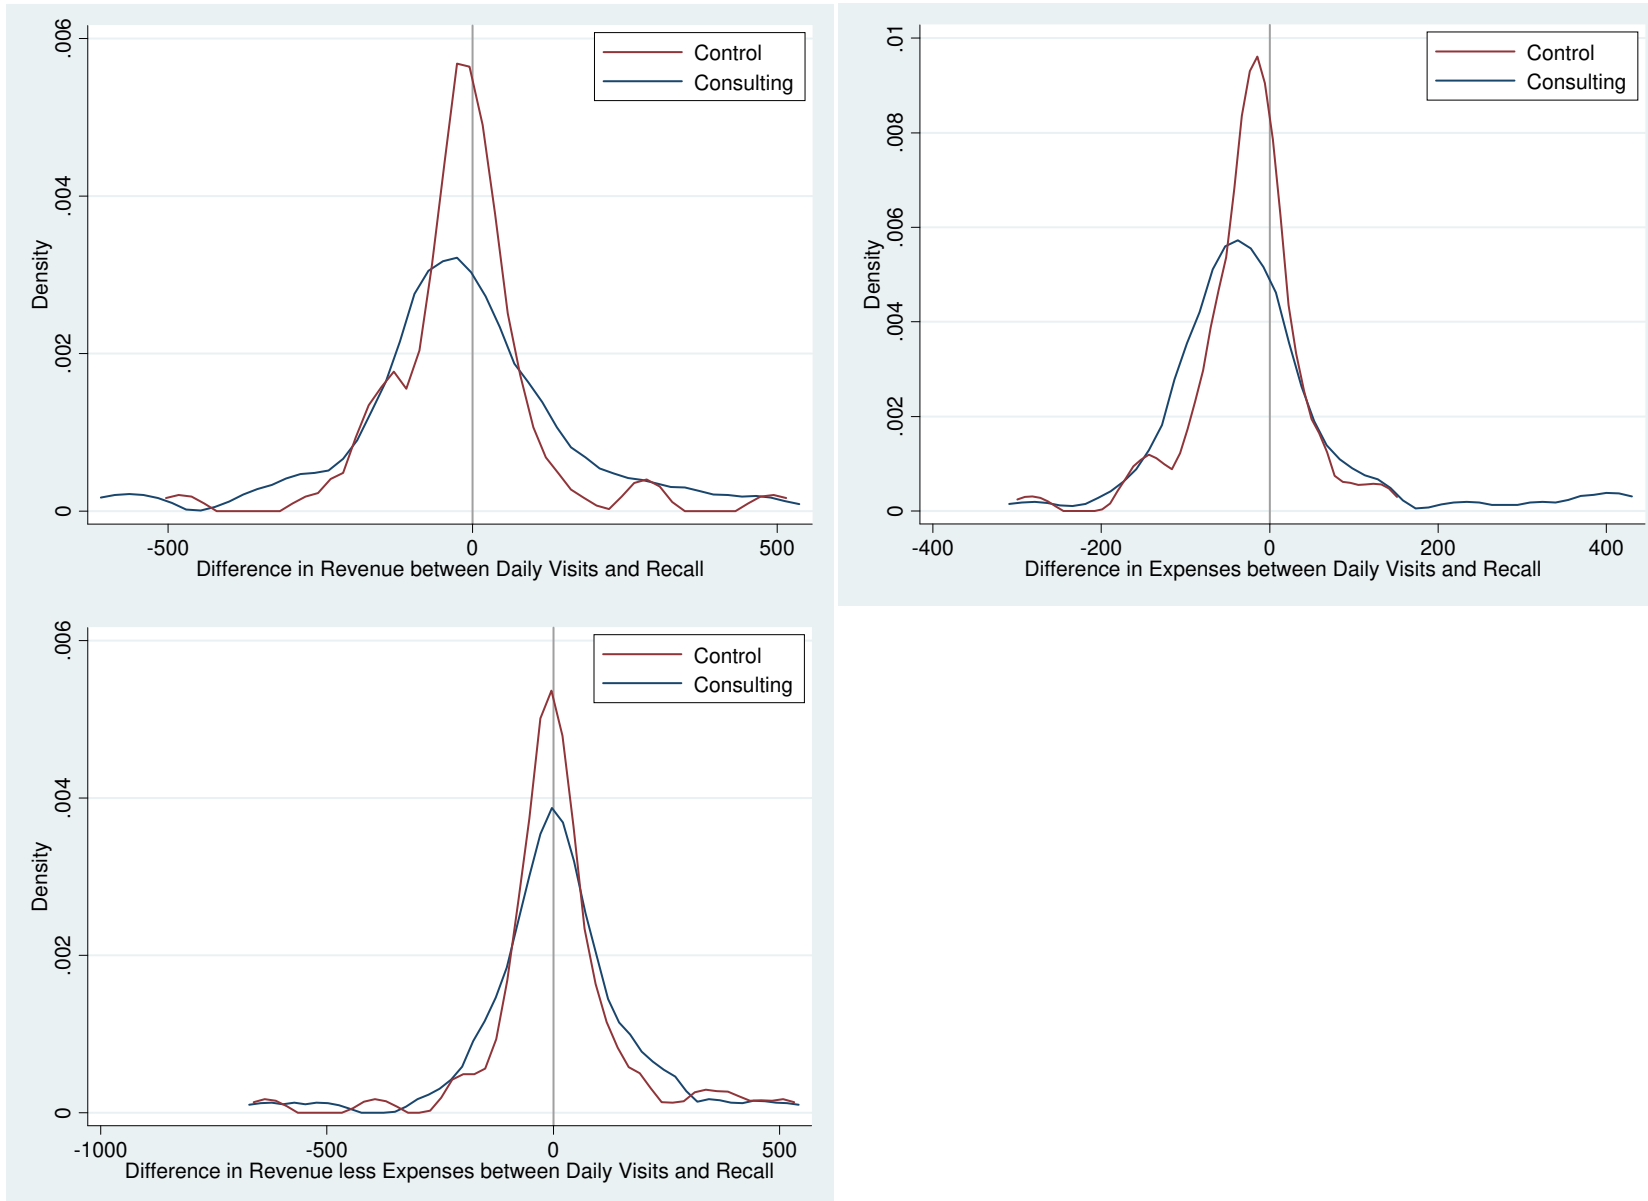 .006
.004
.002
0
Density
Control
Consulting
-500
0
500
Difference in Revenue between Daily Visits and Recall
.01
.008
.006
.004
.002
0
Density
Control
Consulting
-400
-200
0
200
400
Difference in Expenses between Daily Visits and Recall
.006
.004
.002
0
Density
Control
Consulting
-1000
-500
0
500
Difference in Revenue less Expenses between Daily Visits and Recall